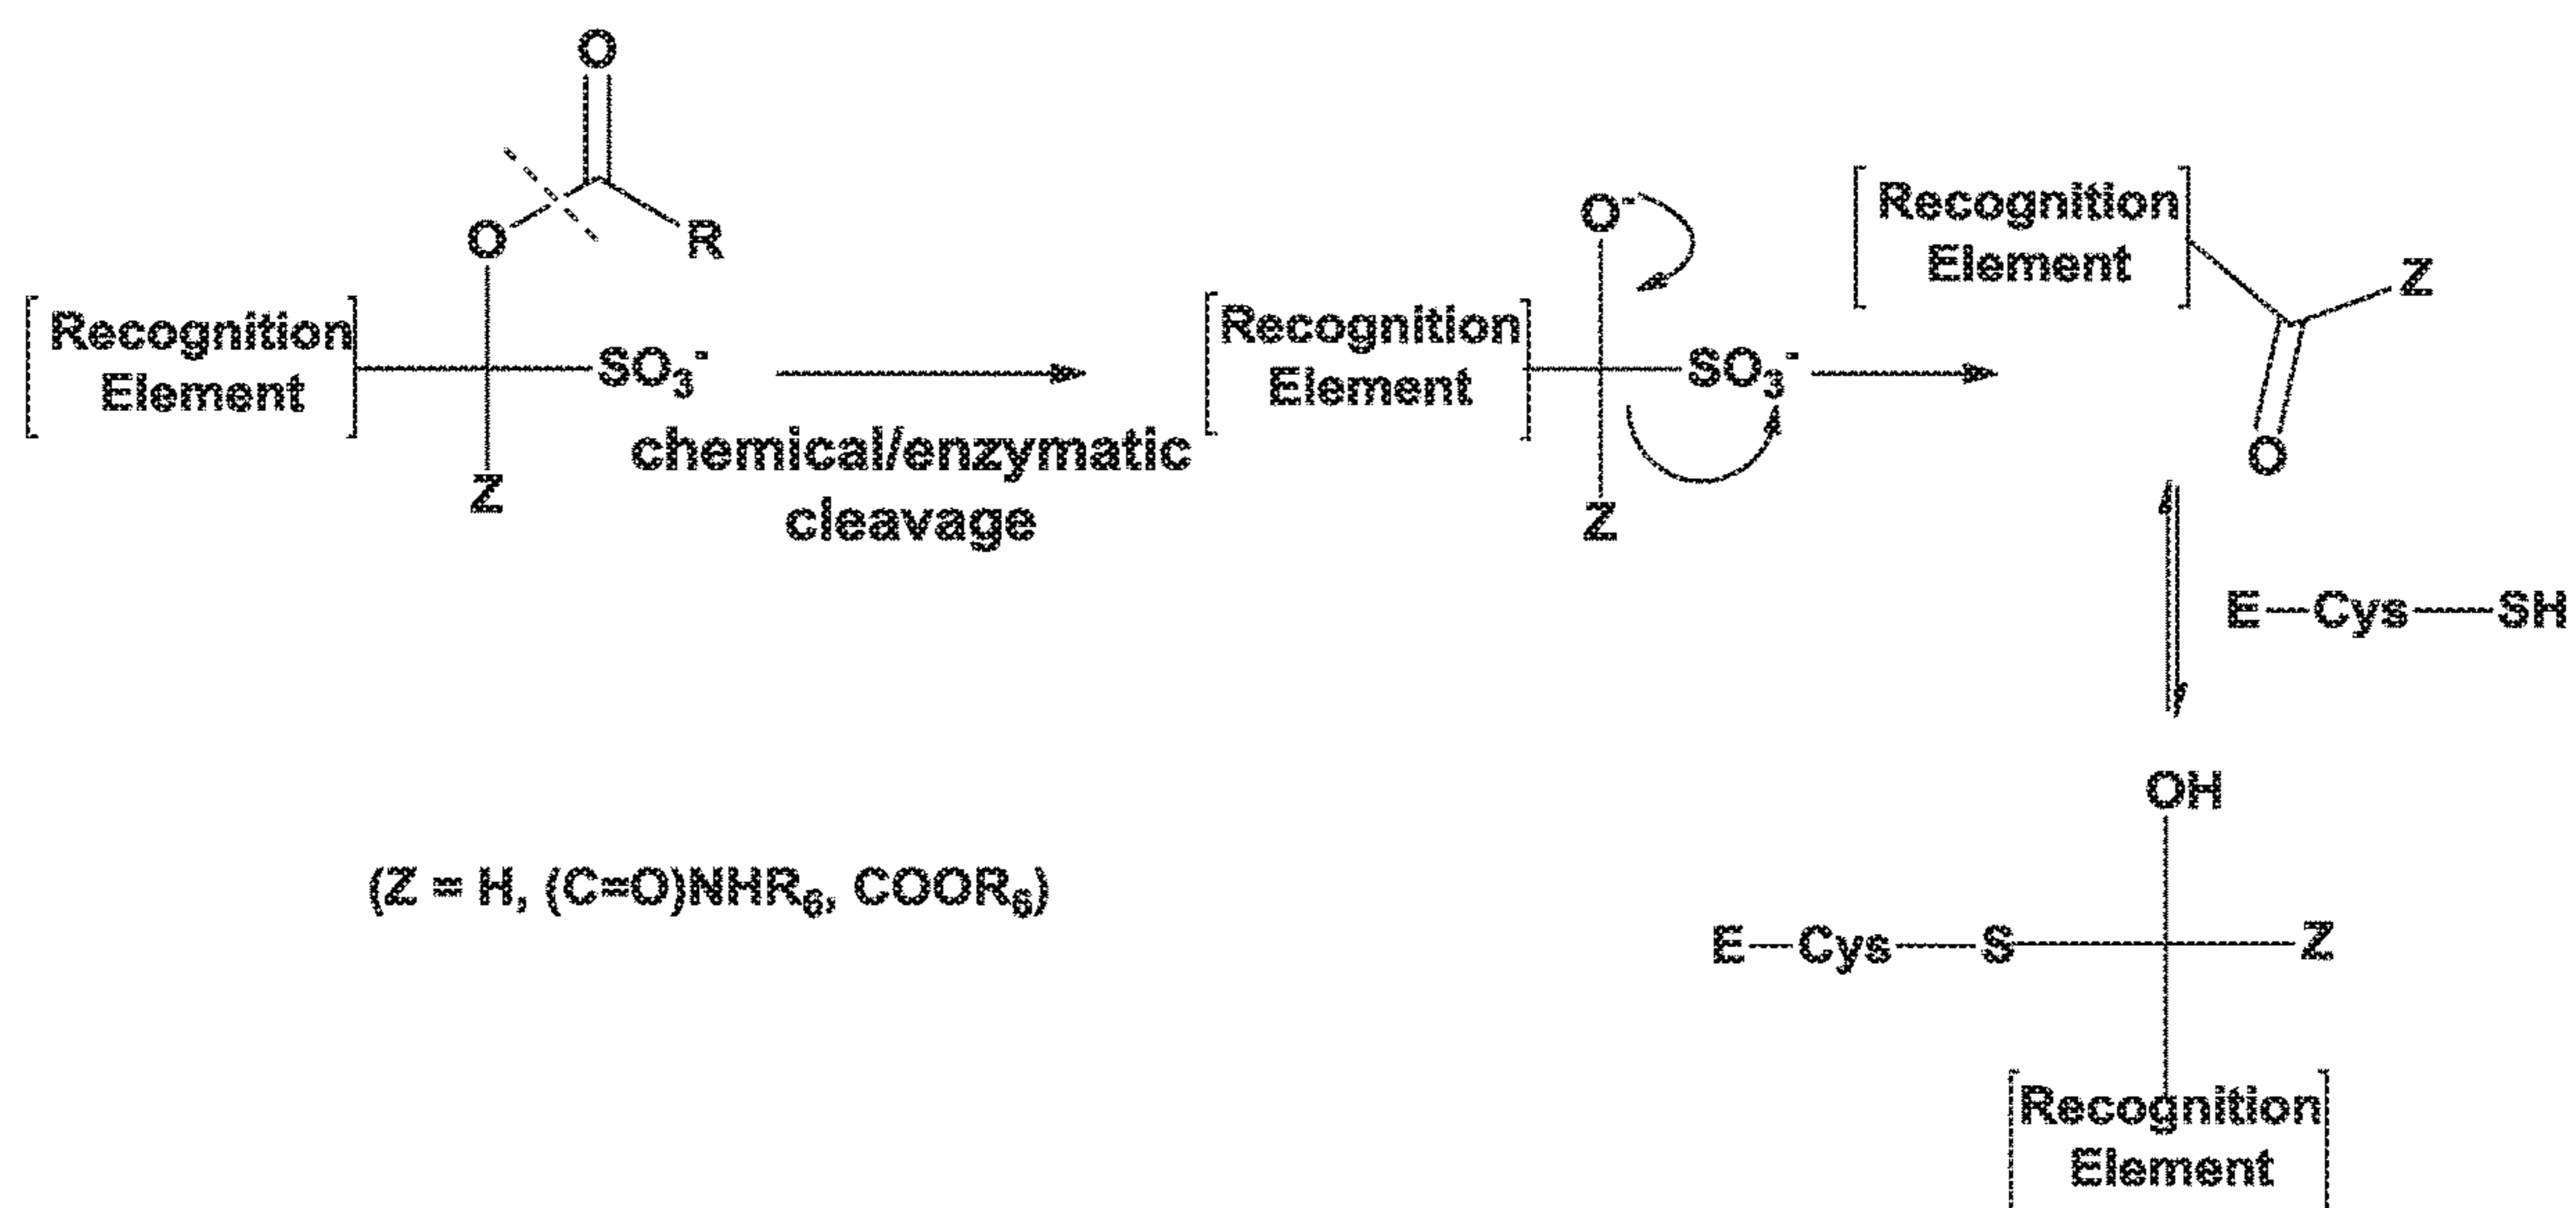 O
O
R
[Recognition
Element]
SO₃⁻
Z
chemical/enzymatic
cleavage
O⁻
[Recognition
Element]
SO₃⁻
Z
[Recognition
Element]
Z
O
E—Cys—SH
OH
E—Cys—S
Z
[Recognition
Element]
(Z = H, (C=O)NHR₆, COOR₆)